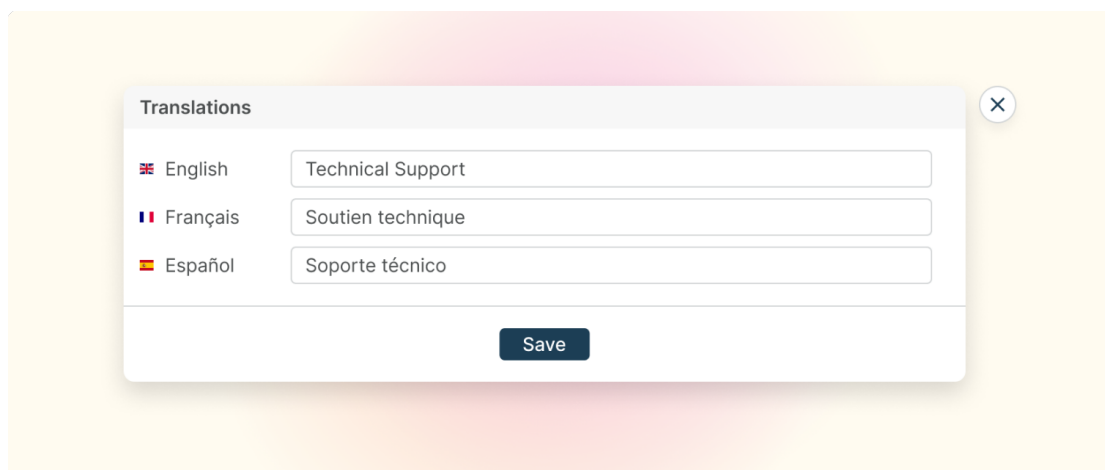 Translations
English Technical Support
Français Soutien technique
Español Soporte técnico
Save